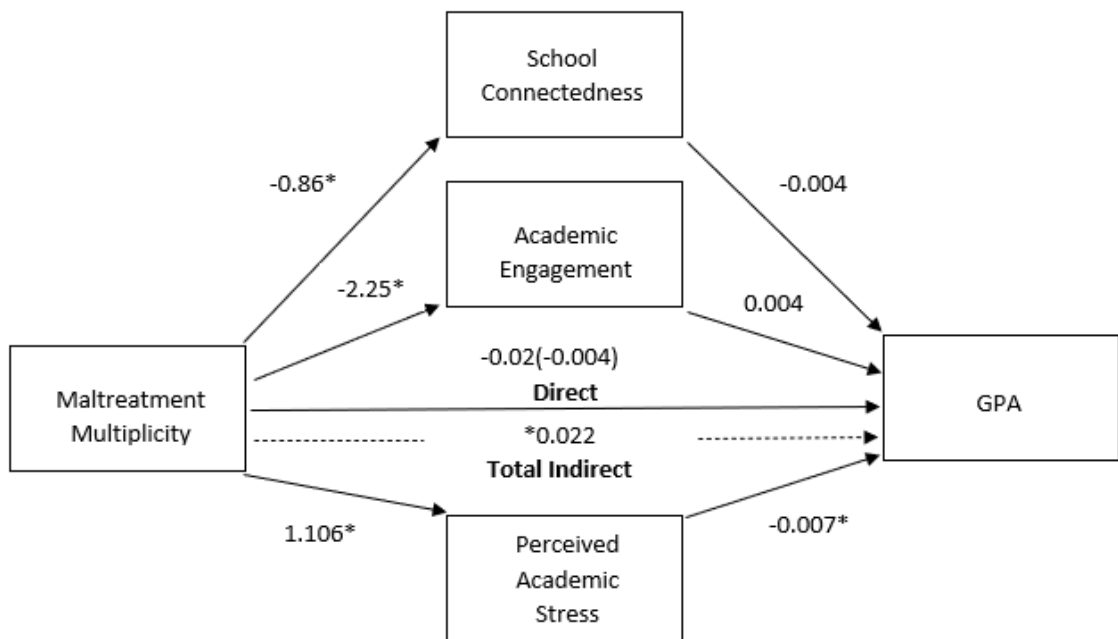 School
Connectedness
-0.86*
-0.004
Academic
Engagement
-2.25*
0.004
-0.02(-0.004)
Direct
Maltreatment
Multiplicity
GPA
*0.022
Total Indirect
1.106*
-0.007*
Perceived
Academic
Stress